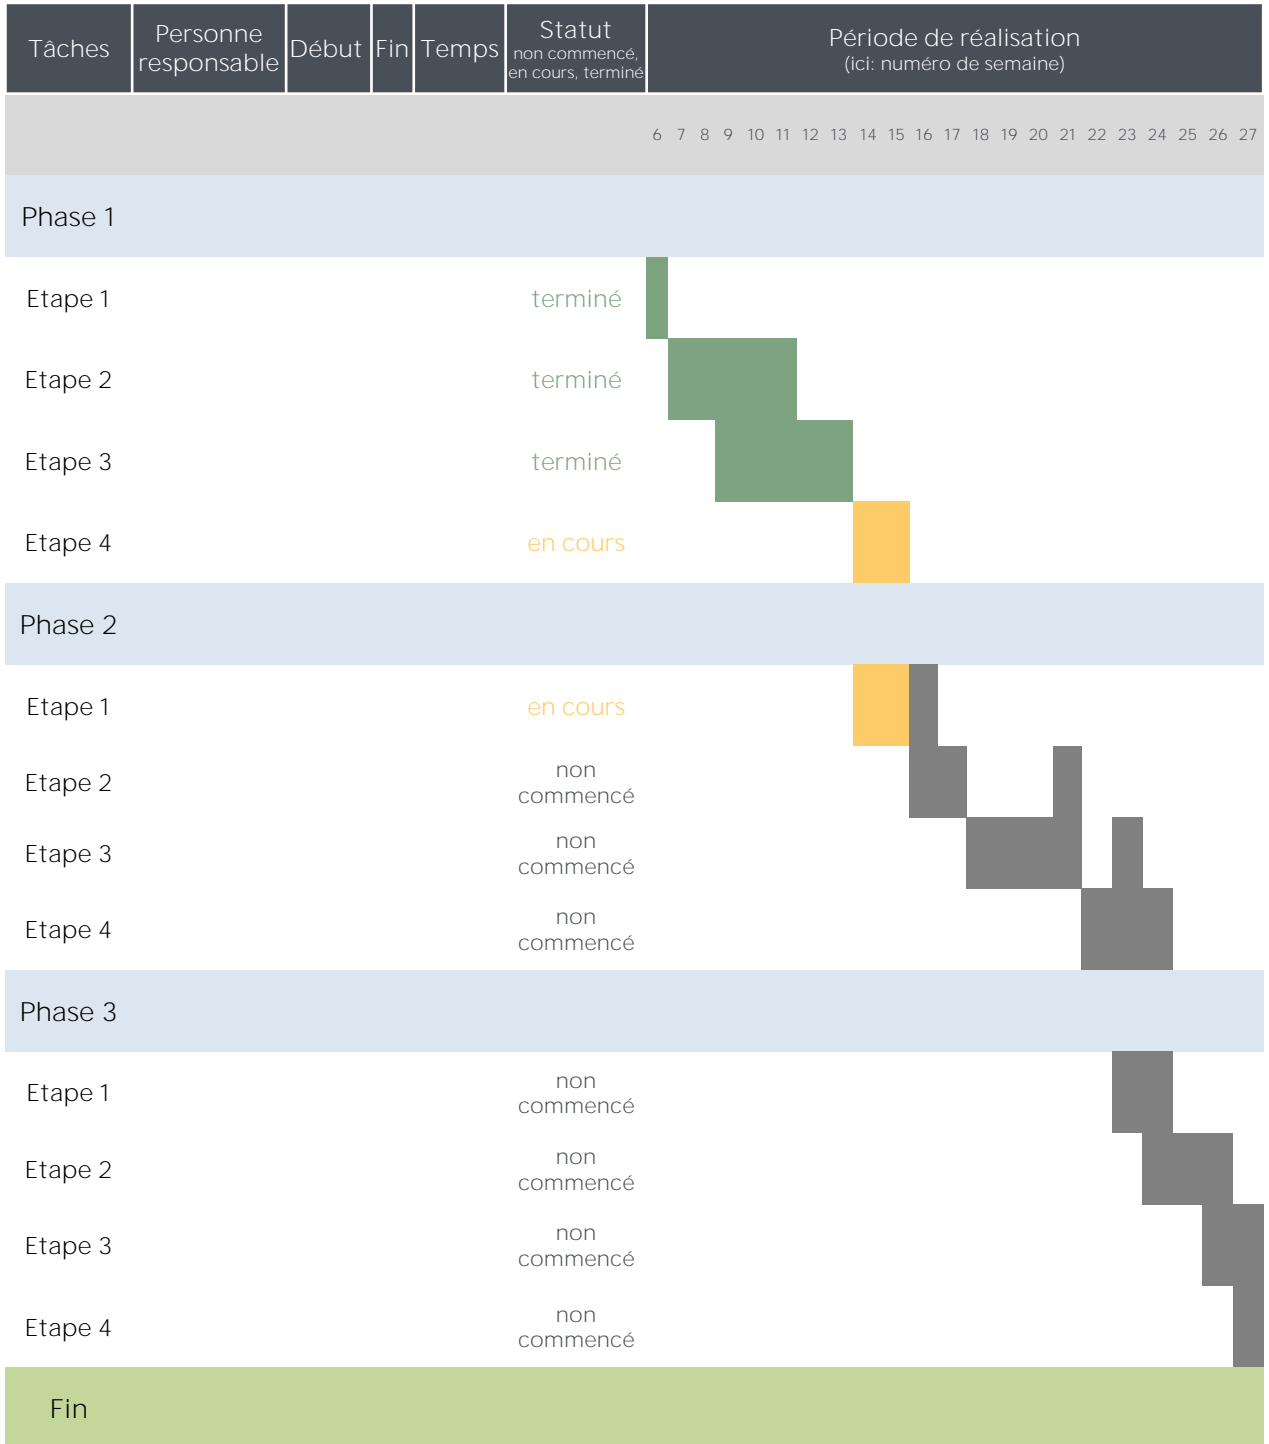 Tâches
Personne
responsable
Début
Fin
Temps
Statut
non commencé,
en cours, terminé
Période de réalisation
(ici: numéro de semaine)
6 7 8 9 10 11 12 13 14 15 16 17 18 19 20 21 22 23 24 25 26 27
Phase 1
Etape 1 terminé
Etape 2 terminé
Etape 3 terminé
Etape 4 en cours
Phase 2
Etape 1 en cours
Etape 2
non
commencé
Etape 3
non
commencé
Etape 4
non
commencé
Phase 3
Etape 1
non
commencé
Etape 2
non
commencé
Etape 3
non
commencé
Etape 4
non
commencé
Fin